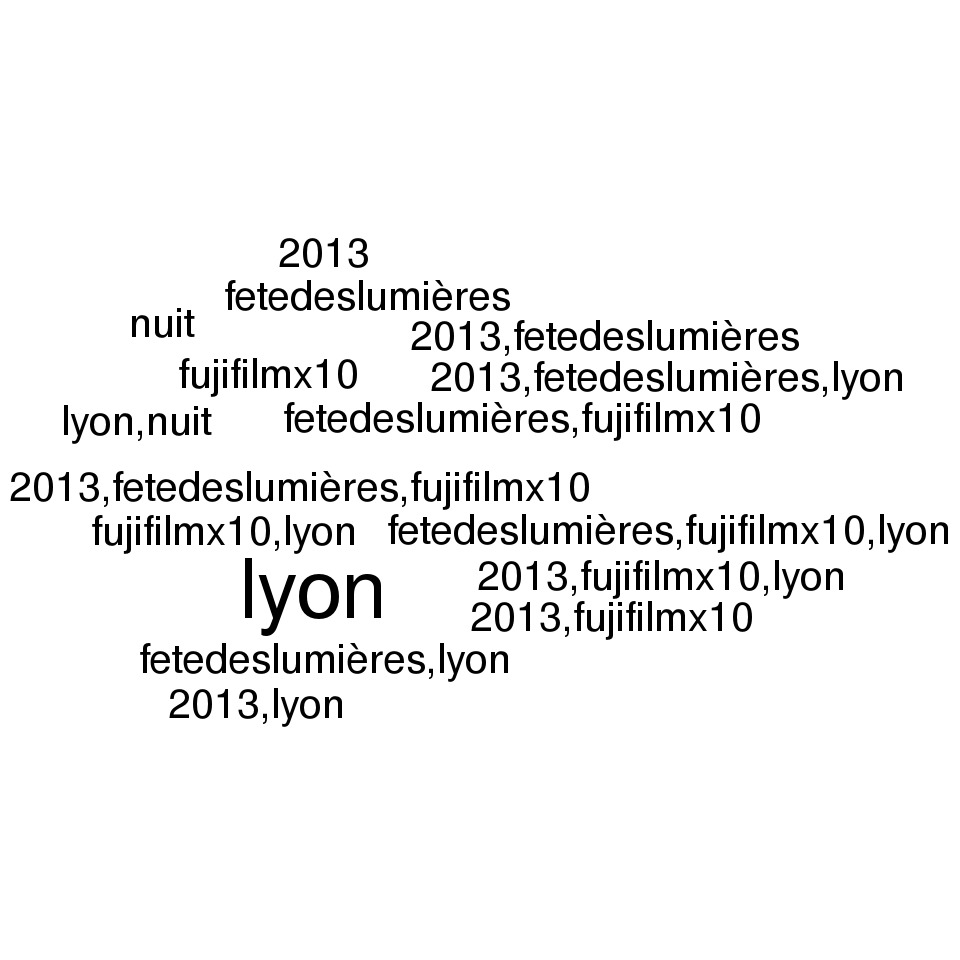 2013
fetedeslumières
nuit
2013,fetedeslumières
fujifilmx10
2013,fetedeslumières,lyon
lyon,nuit
fetedeslumières,fujifilmx10
2013,fetedeslumières,fujifilmx10
fujifilmx10,lyon
fetedeslumières,fujifilmx10,lyon
lyon
2013,fujifilmx10,lyon
2013,fujifilmx10
fetedeslumières,lyon
2013,lyon